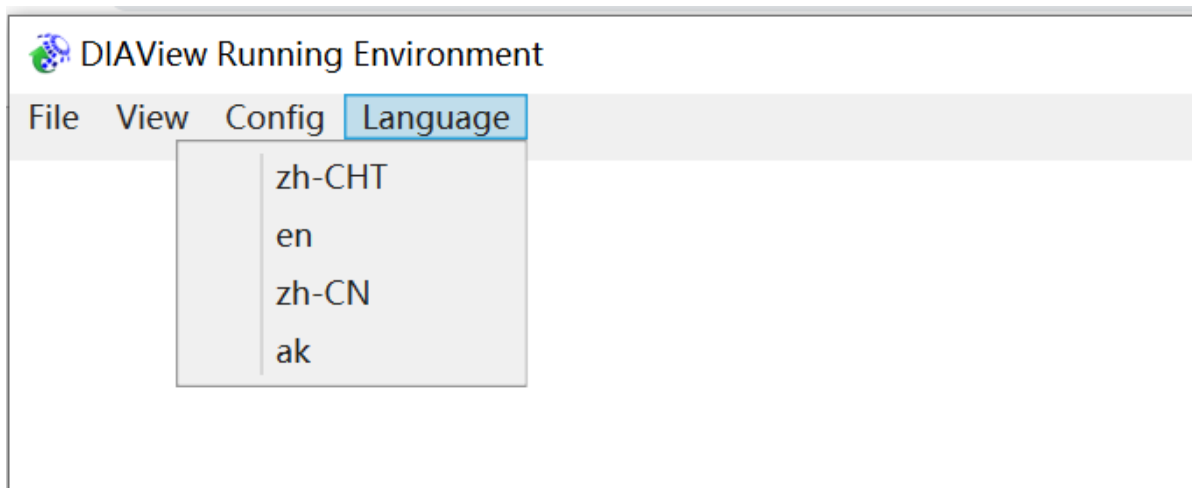 DIAView Running Environment
File View Config Language
zh-CHT
en
zh-CN
ak